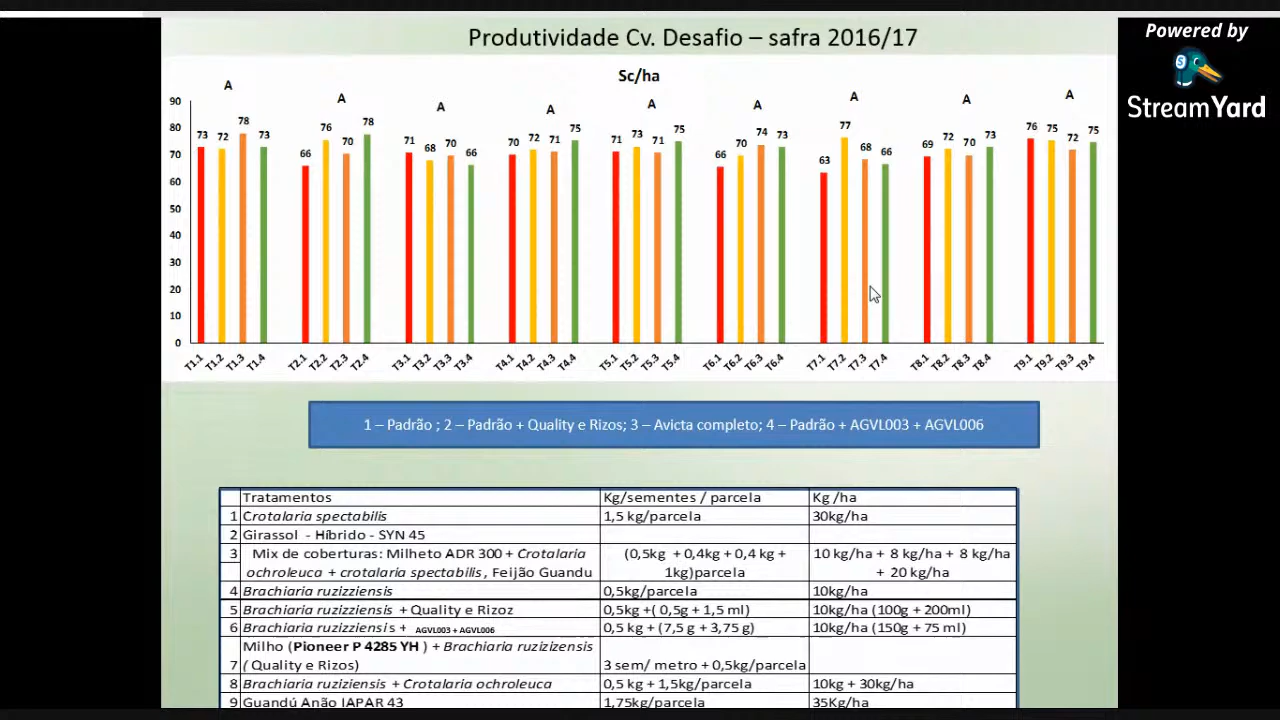 Produtividade Cv. Desafio – safra 2016/17
Powered by
StreamYard
Sc/ha
A A A A A A A A A
90
80
70
60
50
40
30
20
10
0
73 72 78 73 66 76 70 78 71 68 70 66 70 72 71 75 71 73 71 75 66 70 74 73 63 77 68 66 69 72 70 73 76 75 72 75
T1.1 T1.2 T1.3 T1.4 T2.1 T2.2 T2.3 T2.4 T3.1 T3.2 T3.3 T3.4 T4.1 T4.2 T4.3 T4.4 T5.1 T5.2 T5.3 T5.4 T6.1 T6.2 T6.3 T6.4 T7.1 T7.2 T7.3 T7.4 T8.1 T8.2 T8.3 T8.4 T9.1 T9.2 T9.3 T9.4
1 – Padrão ; 2 – Padrão + Quality e Rizos; 3 – Avicta completo; 4 – Padrão + AGVL003 + AGVL006
Tratamentos Kg/sementes / parcela Kg /ha
1 Crotalaria spectabilis 1,5 kg/parcela 30kg/ha
2 Girassol - Híbrido - SYN 45
3 Mix de coberturas: Milheto ADR 300 + Crotalaria (0,5kg + 0,4kg + 0,4 kg + 10 kg/ha + 8 kg/ha + 8 kg/ha
ochroleuca + crotalaria spectabilis, Feijão Guandu 1kg)parcela + 20 kg/ha
4 Brachiaria ruzizziensis 0,5kg/parcela 10kg/ha
5 Brachiaria ruzizziensis + Quality e Rizoz 0,5kg +( 0,5g + 1,5 ml) 10kg/ha (100g + 200ml)
6 Brachiaria ruzizziensis + AGVL003 + AGVL006 0,5 kg + (7,5 g + 3,75 g) 10kg/ha (150g + 75 ml)
Milho (Pioneer P 4285 YH ) + Brachiaria ruzizizensis
7 ( Quality e Rizos) 3 sem/ metro + 0,5kg/parcela
8 Brachiaria ruziziensis + Crotalaria ochroleuca 0,5 kg + 1,5kg/parcela 10kg + 30kg/ha
9 Guandú Anão IAPAR 43 1,75kg/parcela 35Kg/ha